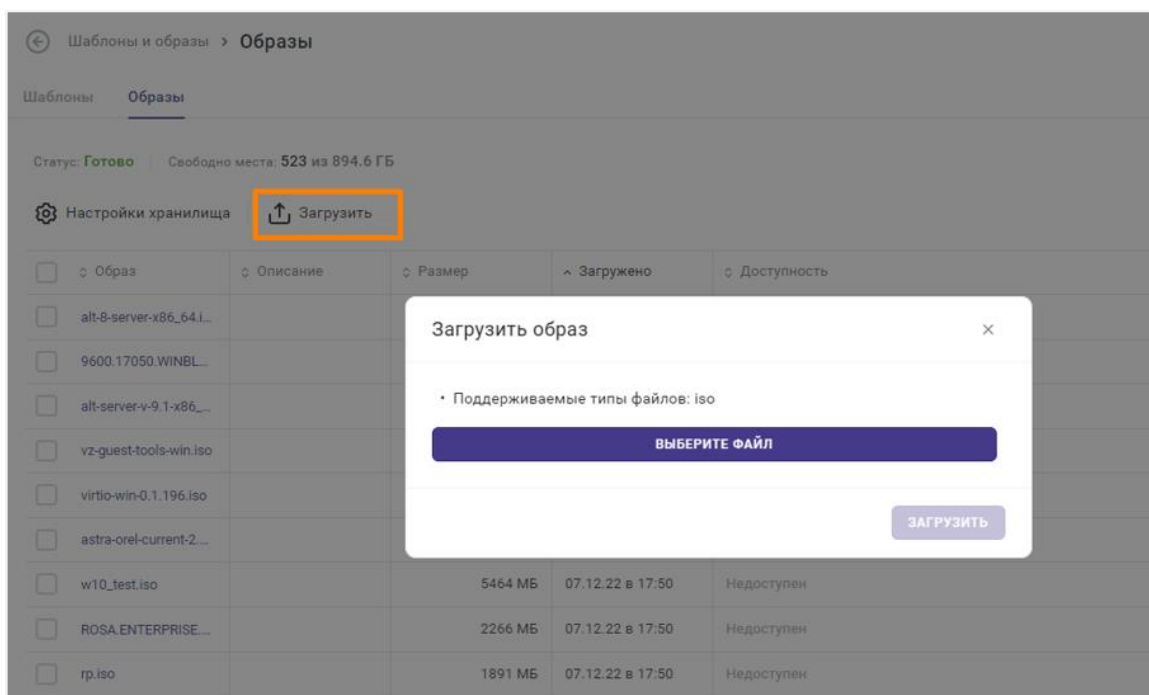 Шаблоны и образы > Образы
Шаблоны Образы
Статус: Готово Свободно места: 523 из 894.6 ГБ
Настройки хранилища Загрузить
Образ Описание Размер Загружено Доступность
alt-8-server-x86_64.i...
Загрузить образ
9600.17050.WINBL...
Поддерживаемые типы файлов: iso
alt-server-v-9.1-x86_...
ВЫБЕРИТЕ ФАЙЛ
vz-guest-tools-win.iso
virtio-win-0.1.196.iso
ЗАГРУЗИТЬ
astra-orel-current-2....
w10_test.iso 5464 МБ 07.12.22 в 17:50 Недоступен
ROSA.ENTERPRISE.... 2266 МБ 07.12.22 в 17:50 Недоступен
rp.iso 1891 МБ 07.12.22 в 17:50 Недоступен